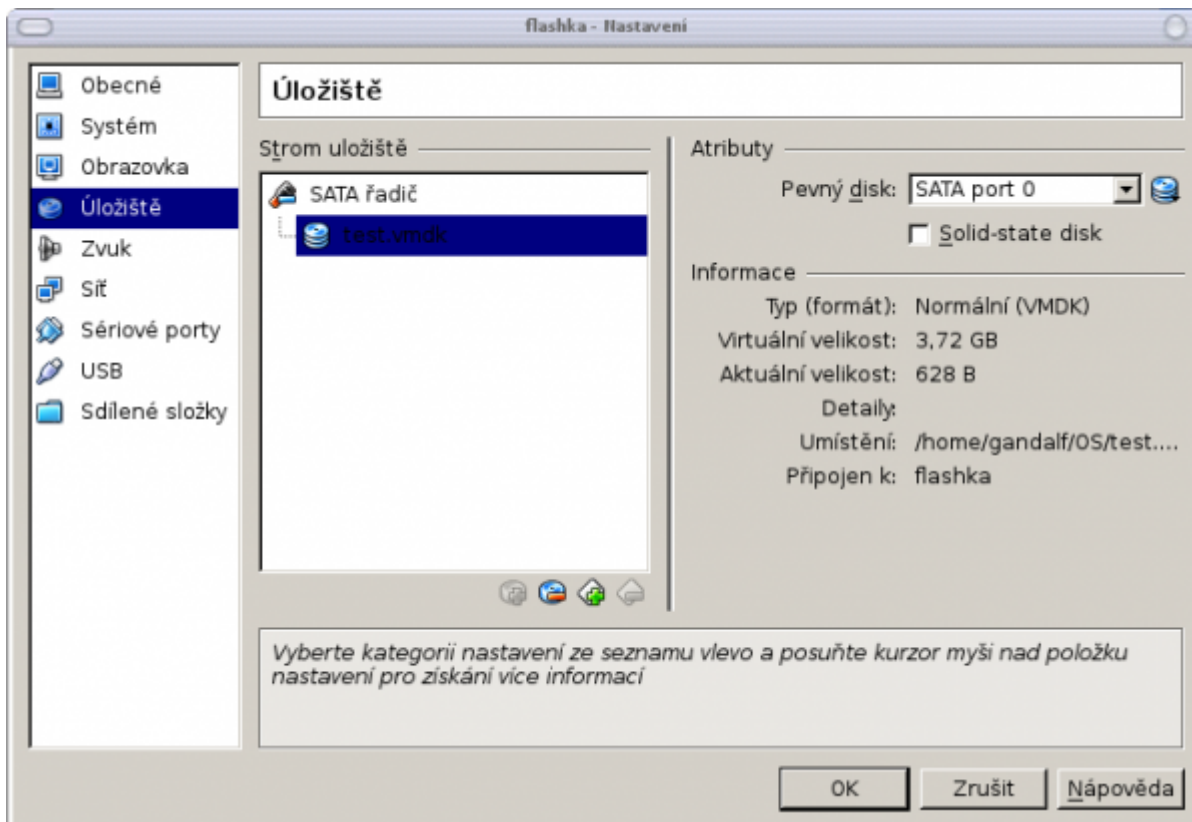 flashka - Nastavení
Obecné
Systém
Obrazovka
Úložiště
Zvuk
Síť
Sériové porty
USB
Sdílené složky
Úložiště
Strom uložiště
SATA řadič
test.vmdk
Atributy
Pevný disk: SATA port 0
Solid-state disk
Informace
Typ (formát): Normální (VMDK)
Virtuální velikost: 3,72 GB
Aktuální velikost: 628 B
Detaily:
Umístění: /home/gandalf/OS/test....
Připojen k: flashka
Vyberte kategorii nastavení ze seznamu vlevo a posuňte kurzor myši nad položku
nastavení pro získání více informací
OK Zrušit Nápověda